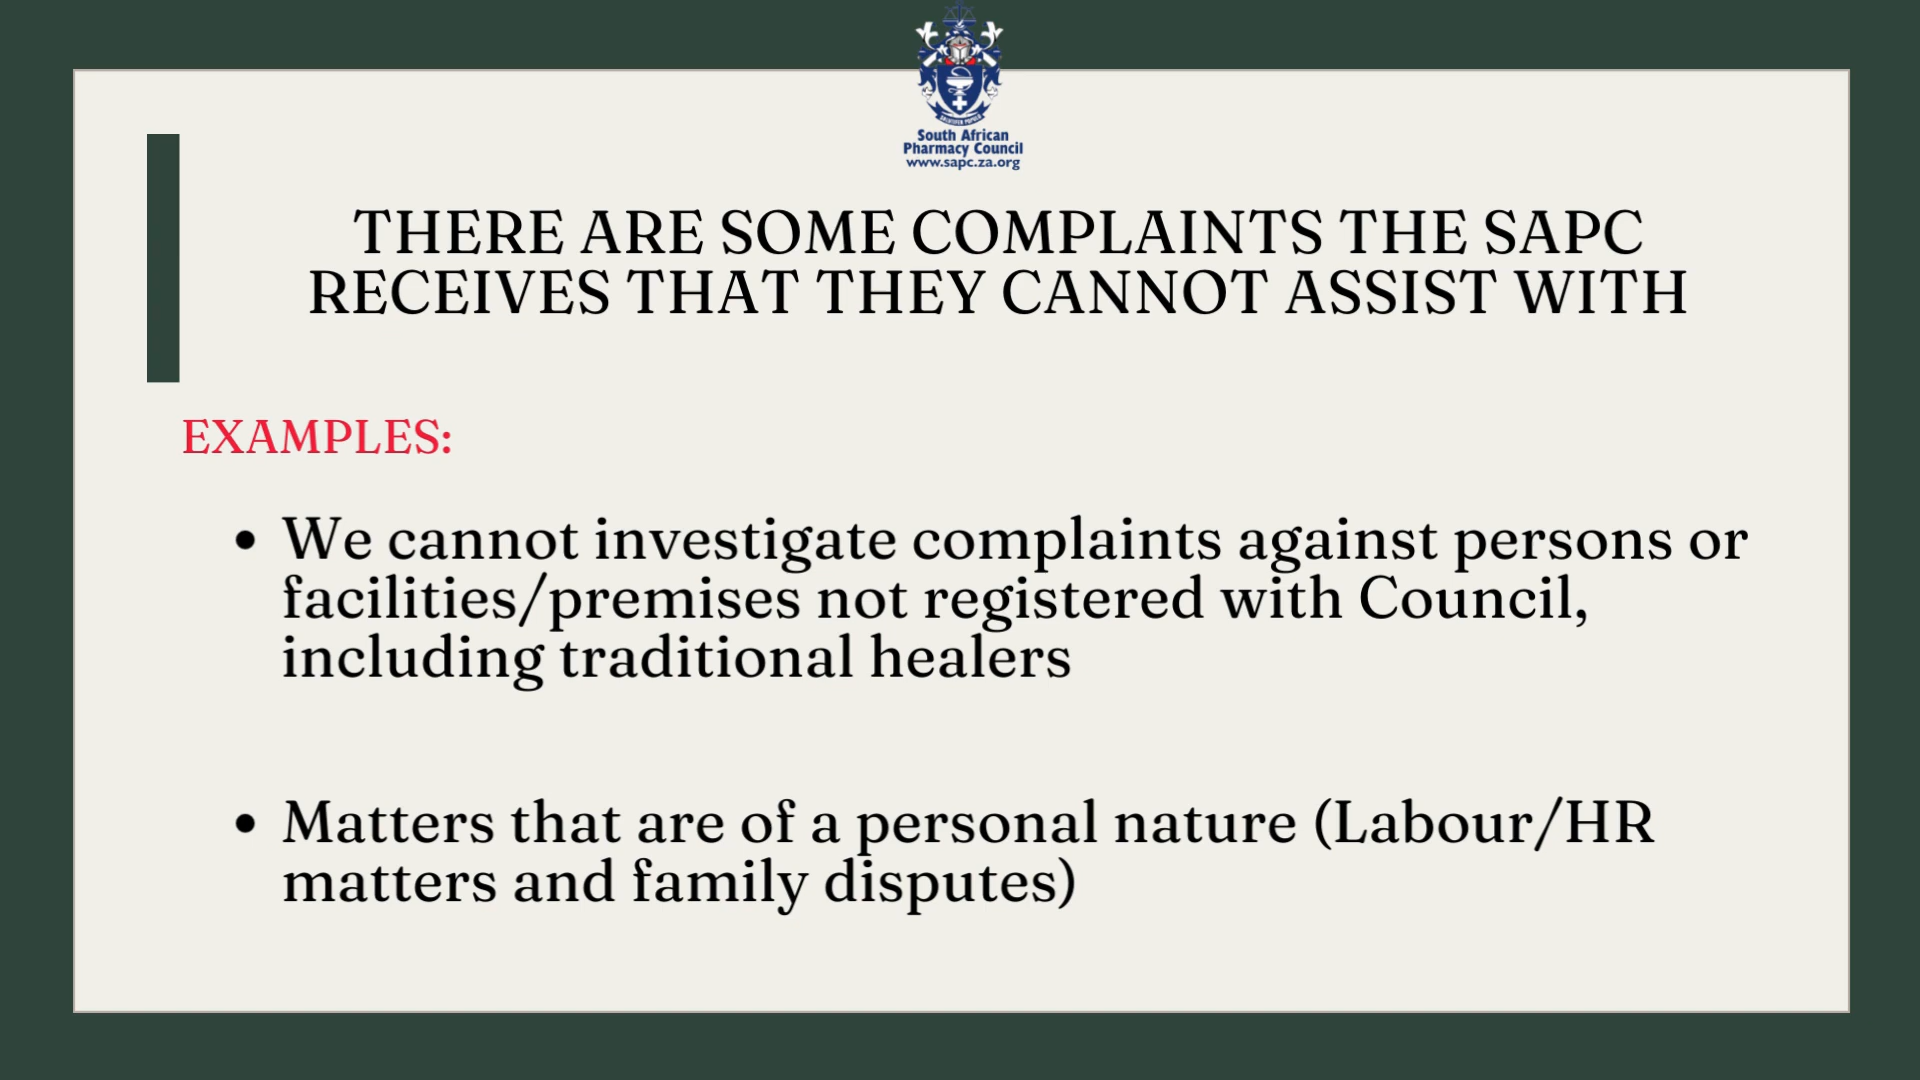 South African
Pharmacy Council
www.sapc.za.org
THERE ARE SOME COMPLAINTS THE SAPC
RECEIVES THAT THEY CANNOT ASSIST WITH
EXAMPLES:
• We cannot investigate complaints against persons or
facilities/premises not registered with Council,
including traditional healers
• Matters that are of a personal nature (Labour/HR
matters and family disputes)